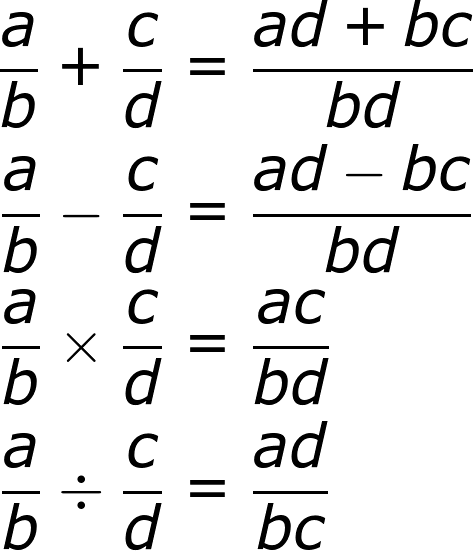 a/b + c/d = (ad + bc)/bd
a/b − c/d = (ad − bc)/bd
a/b × c/d = ac/bd
a/b ÷ c/d = ad/bc